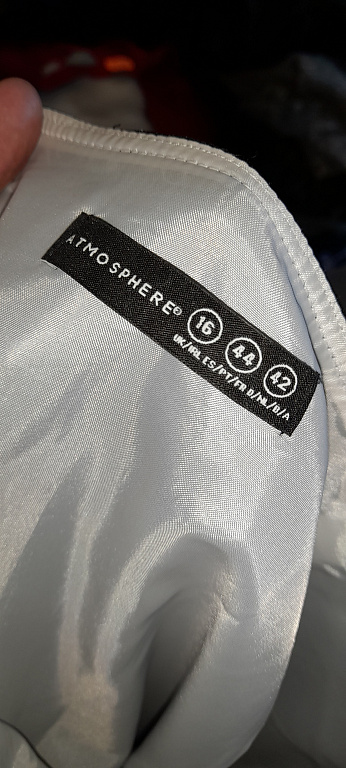 ATMOSPHERE®
16 44 42
UK/IRL ES/PT/FR D/NL/B/A